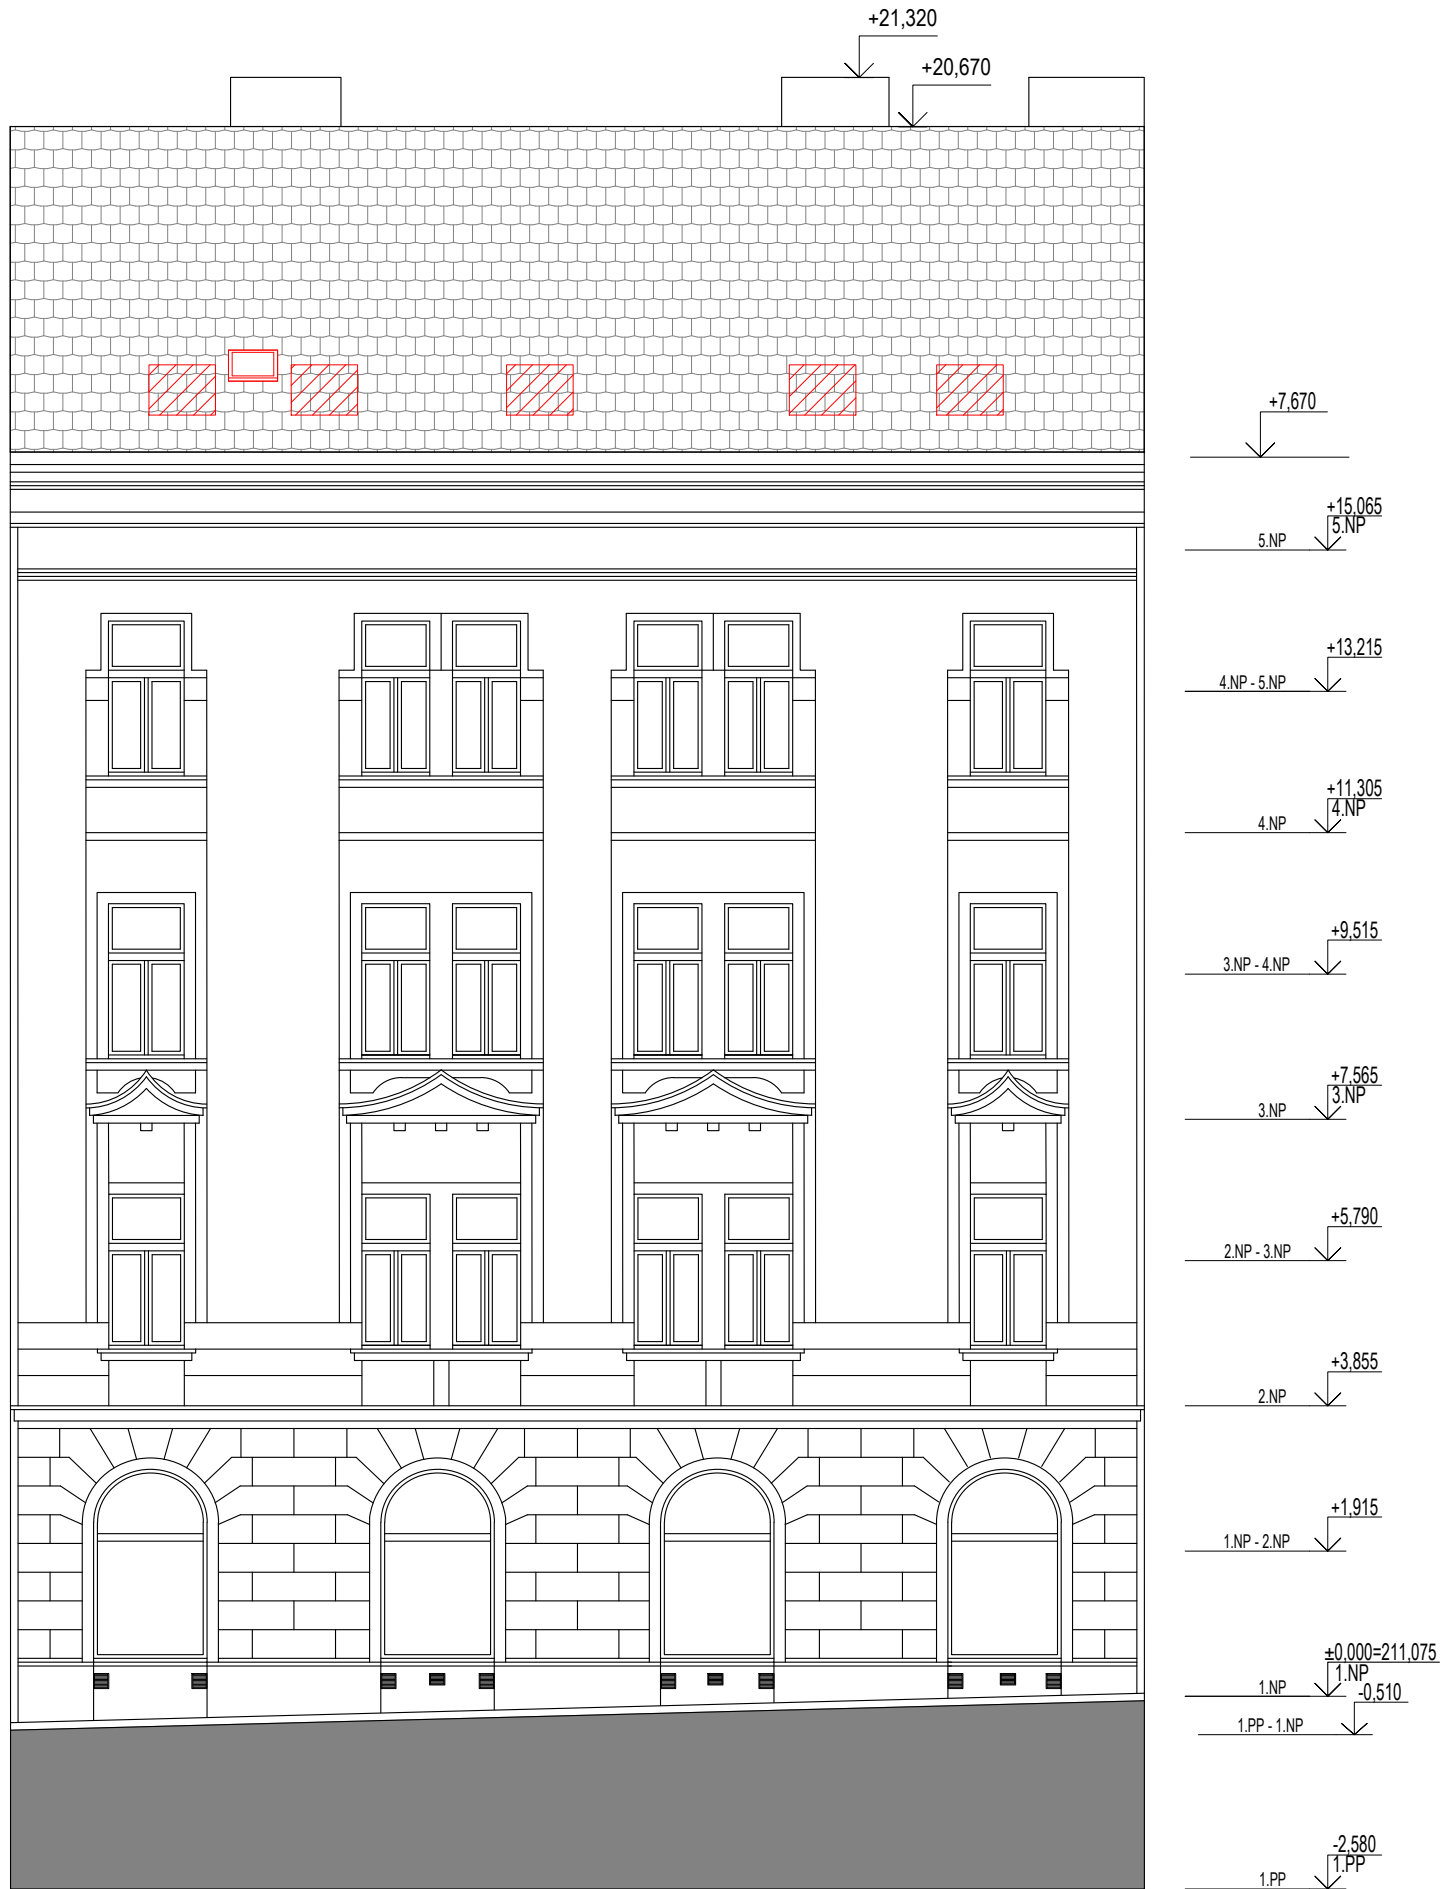 +21,320
+20,670
+7,670
+15,065
5.NP
5.NP
+13,215
4.NP - 5.NP
+11,305
4.NP
4.NP
+9,515
3.NP - 4.NP
+7,565
3.NP
3.NP
+5,790
2.NP - 3.NP
+3,855
2.NP
+1,915
1.NP - 2.NP
±0,000=211,075
1.NP
1.NP
-0,510
1.PP - 1.NP
-2,580
1.PP
1.PP